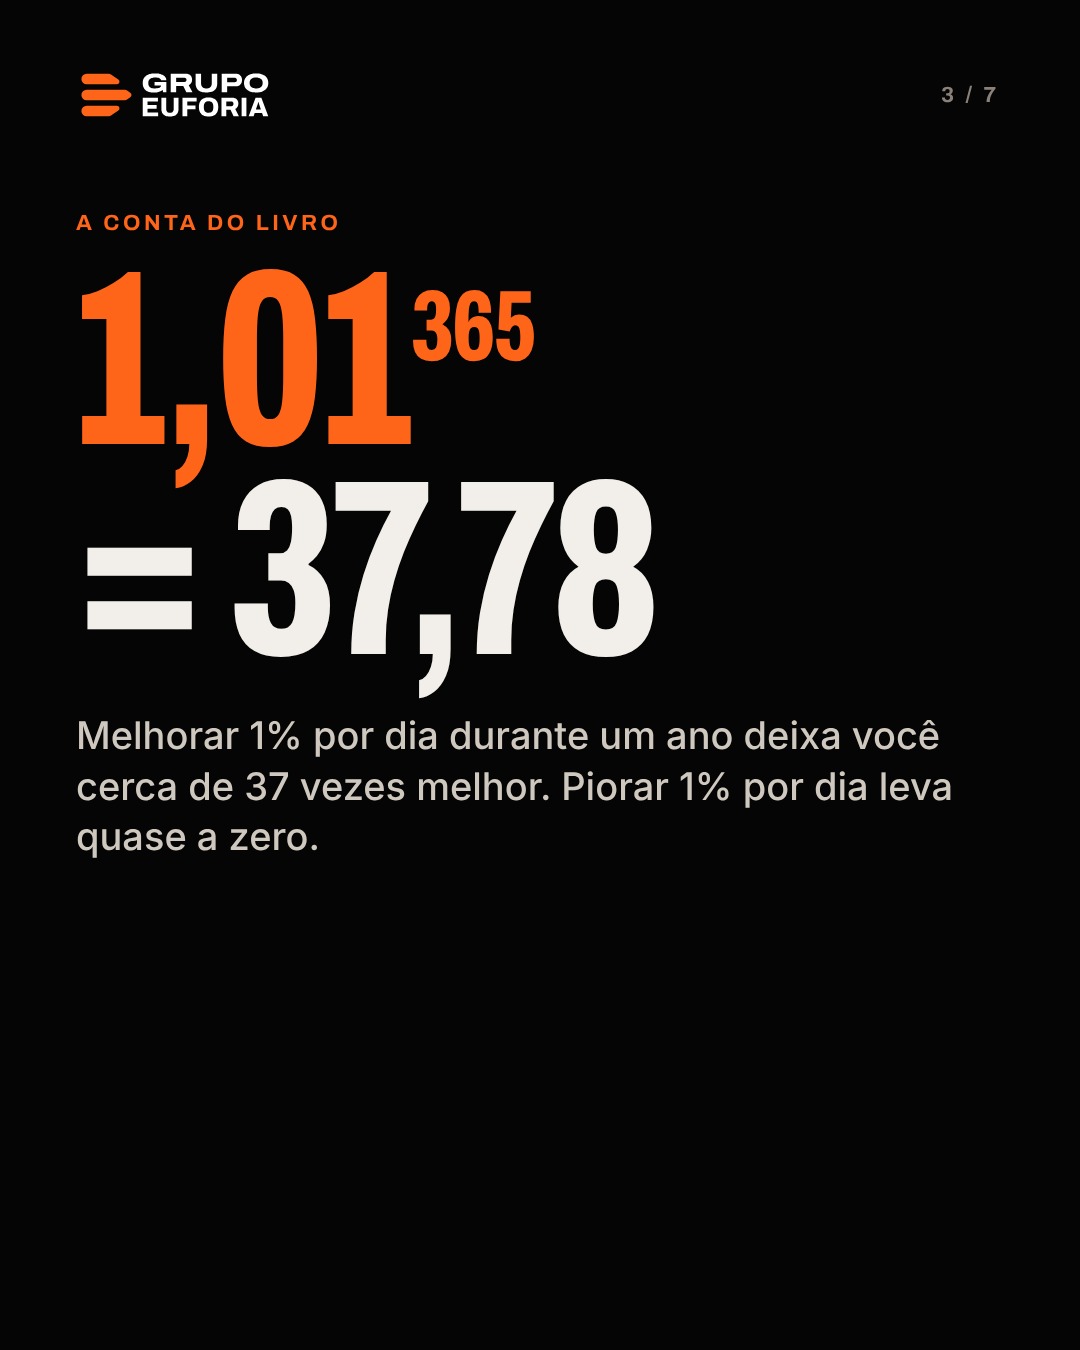 GRUPO
EUFORIA
3 / 7
A CONTA DO LIVRO
1,01³⁶⁵
= 37,78
Melhorar 1% por dia durante um ano deixa você
cerca de 37 vezes melhor. Piorar 1% por dia leva
quase a zero.